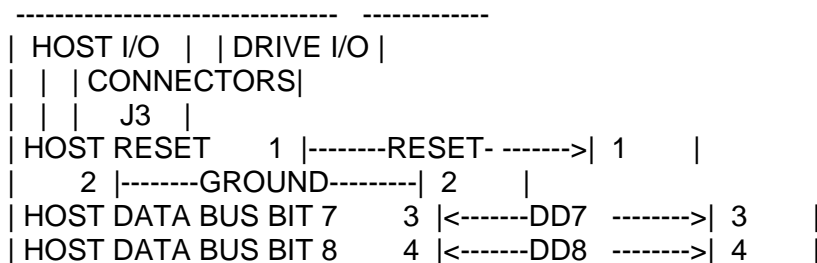 -------------------------------- -------------
| HOST I/O | | DRIVE I/O |
| | | CONNECTORS|
| | | J3 |
| HOST RESET 1 |--------RESET- ------->| 1 |
| 2 |--------GROUND---------| 2 |
| HOST DATA BUS BIT 7 3 |<-------DD7 -------->| 3 |
| HOST DATA BUS BIT 8 4 |<-------DD8 -------->| 4 |